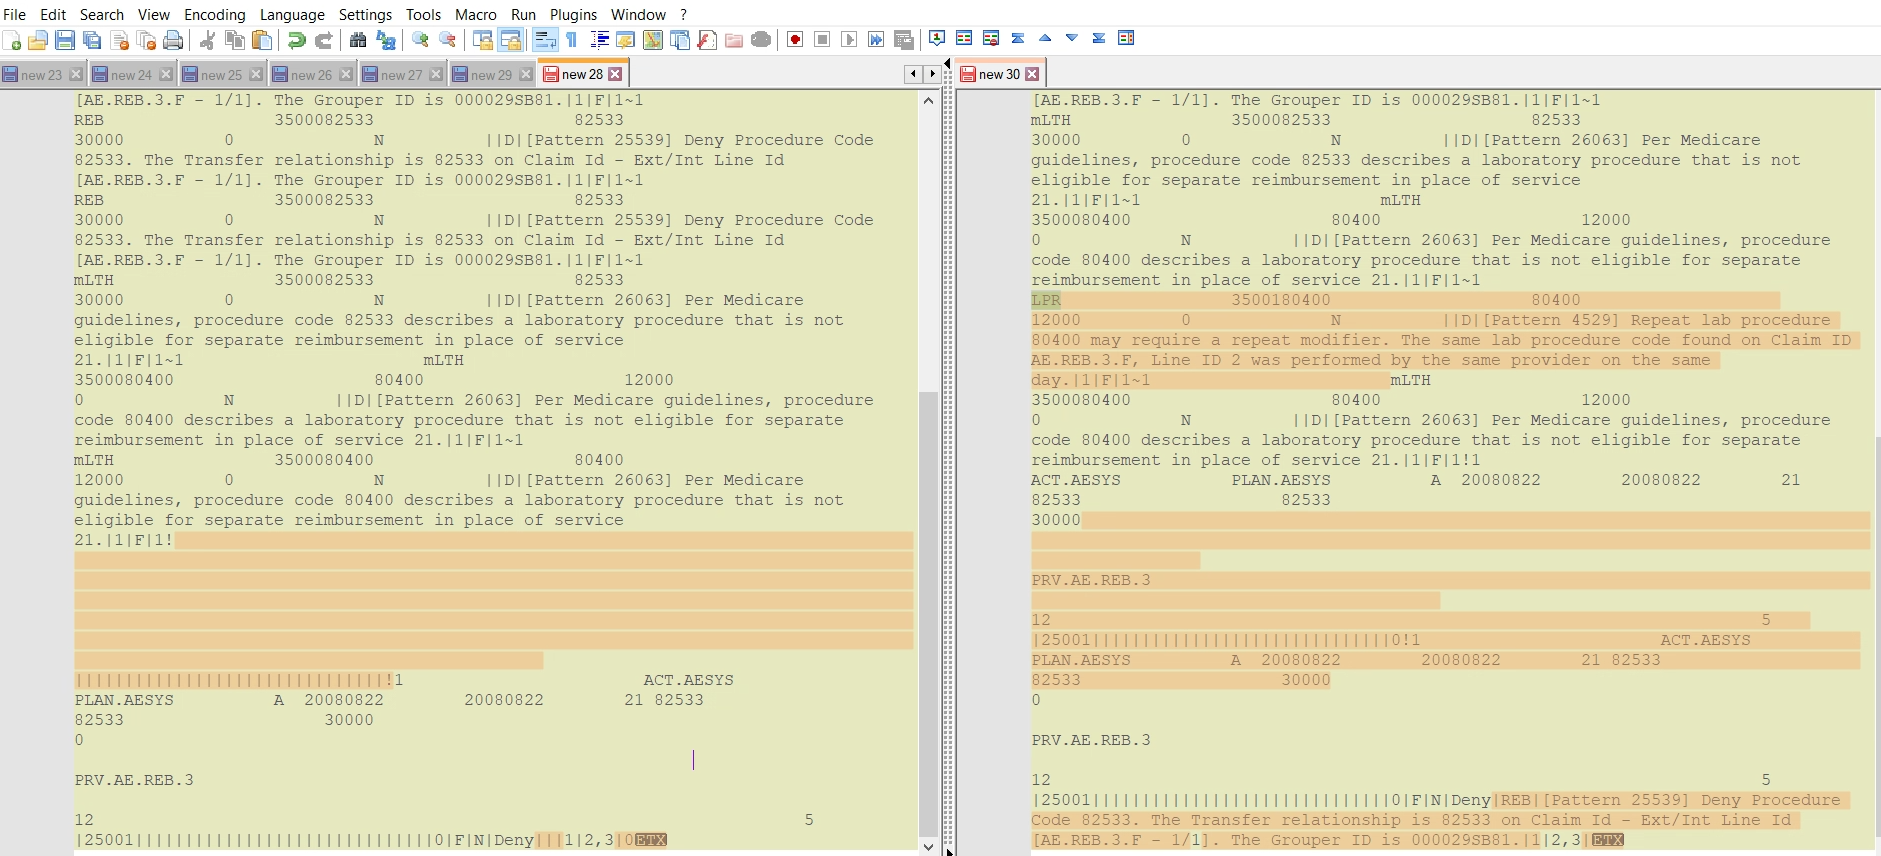 File Edit Search View Encoding Language Settings Tools Macro Run Plugins Window ?
new 23 new 24 new 25 new 26 new 27 new 29 new 28
[AE.REB.3.F - 1/1]. The Grouper ID is 000029SB81.|1|F|1~1
REB 3500082533 82533
30000 0 N ||D|[Pattern 25539] Deny Procedure Code
82533. The Transfer relationship is 82533 on Claim Id - Ext/Int Line Id
[AE.REB.3.F - 1/1]. The Grouper ID is 000029SB81.|1|F|1~1
REB 3500082533 82533
30000 0 N ||D|[Pattern 25539] Deny Procedure Code
82533. The Transfer relationship is 82533 on Claim Id - Ext/Int Line Id
[AE.REB.3.F - 1/1]. The Grouper ID is 000029SB81.|1|F|1~1
mLTH 3500082533 82533
30000 0 N ||D|[Pattern 26063] Per Medicare
guidelines, procedure code 82533 describes a laboratory procedure that is not
eligible for separate reimbursement in place of service
21.|1|F|1~1 mLTH
3500080400 80400 12000
0 N ||D|[Pattern 26063] Per Medicare guidelines, procedure
code 80400 describes a laboratory procedure that is not eligible for separate
reimbursement in place of service 21.|1|F|1~1
mLTH 3500080400 80400
12000 0 N ||D|[Pattern 26063] Per Medicare
guidelines, procedure code 80400 describes a laboratory procedure that is not
eligible for separate reimbursement in place of service
21.|1|F|1!
|||||||||||||||||||||||||||||||!1 ACT.AESYS
PLAN.AESYS A 20080822 20080822 21 82533
82533 30000
0
PRV.AE.REB.3
12 5
|25001||||||||||||||||||||||||||||||0|F|N|Deny|||1|2,3|0ETX
new 30
[AE.REB.3.F - 1/1]. The Grouper ID is 000029SB81.|1|F|1~1
mLTH 3500082533 82533
30000 0 N ||D|[Pattern 26063] Per Medicare
guidelines, procedure code 82533 describes a laboratory procedure that is not
eligible for separate reimbursement in place of service
21.|1|F|1~1 mLTH
3500080400 80400 12000
0 N ||D|[Pattern 26063] Per Medicare guidelines, procedure
code 80400 describes a laboratory procedure that is not eligible for separate
reimbursement in place of service 21.|1|F|1~1
LPR 3500180400 80400
12000 0 N ||D|[Pattern 4529] Repeat lab procedure
80400 may require a repeat modifier. The same lab procedure code found on Claim ID
AE.REB.3.F, Line ID 2 was performed by the same provider on the same
day.|1|F|1~1 mLTH
3500080400 80400 12000
0 N ||D|[Pattern 26063] Per Medicare guidelines, procedure
code 80400 describes a laboratory procedure that is not eligible for separate
reimbursement in place of service 21.|1|F|1!1
ACT.AESYS PLAN.AESYS A 20080822 20080822 21
82533 82533
30000
PRV.AE.REB.3
12 5
|25001||||||||||||||||||||||||||||||0!1 ACT.AESYS
PLAN.AESYS A 20080822 20080822 21 82533
82533 30000
0
PRV.AE.REB.3
12 5
|25001||||||||||||||||||||||||||||||0|F|N|Deny|REB|[Pattern 25539] Deny Procedure
Code 82533. The Transfer relationship is 82533 on Claim Id - Ext/Int Line Id
[AE.REB.3.F - 1/1]. The Grouper ID is 000029SB81.|1|2,3|ETX